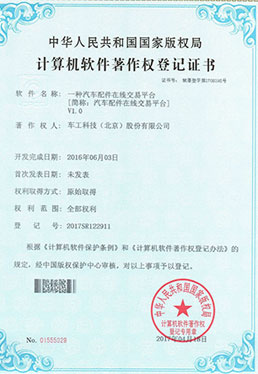 中华人民共和国国家版权局
计算机软件著作权登记证书
证书号:
软件名称: 一种汽车配件在线交易平台
[简称: 汽车配件在线交易平台]
V1.0
著作权人: 车工科技(北京)股份有限公司
开发完成日期: 2016年06月03日
首次发表日期: 未发表
权利取得方式: 原始取得
权利范围: 全部权利
登记号: 2017SR122911
根据《计算机软件保护条例》和《计算机软件著作权登记办法》的
规定,经中国版权保护中心审核,对以上事项予以登记。
中华人民共和国国家版权局
计算机软件著作权
登记专用章
No. 01555029
2017年04月18日